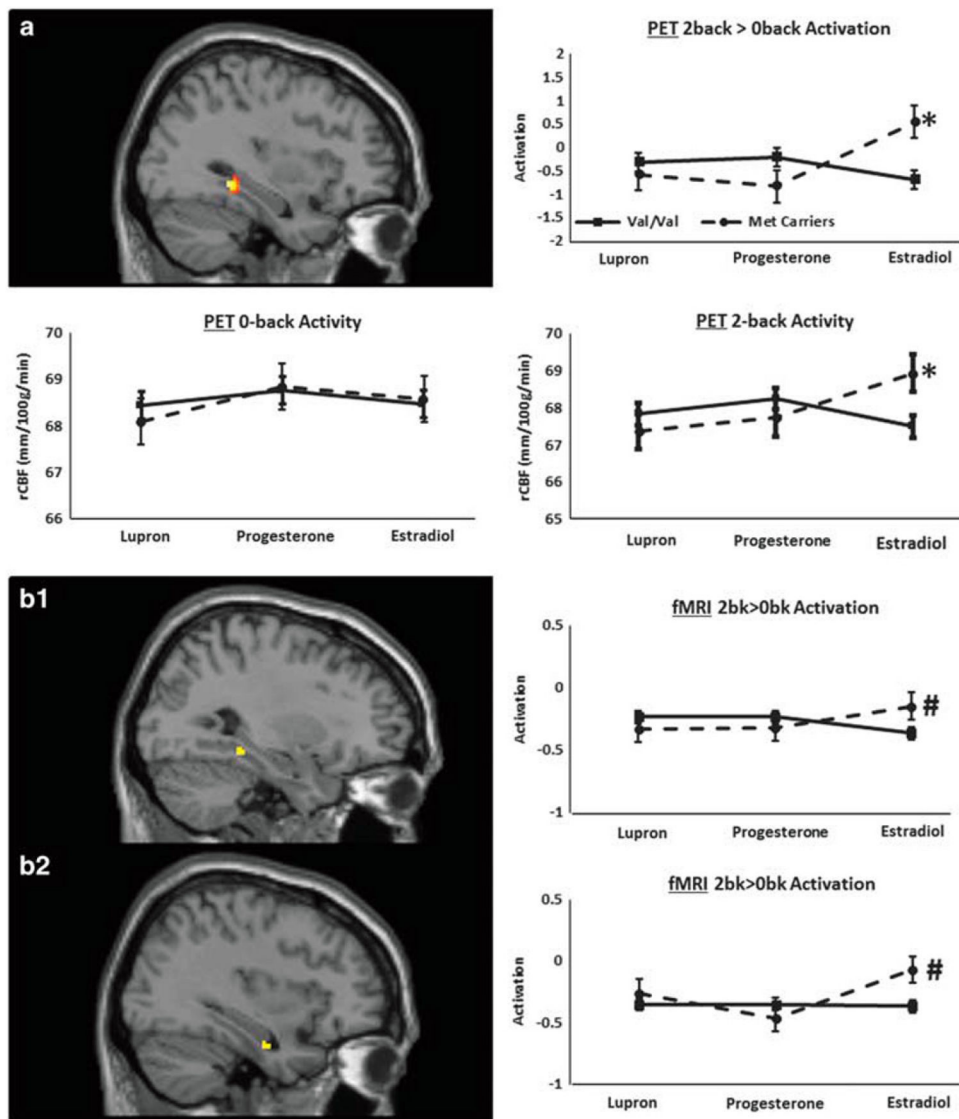 a
PET 2back > 0back Activation
2
1.5
1
0.5
0
-0.5
-1
-1.5
-2
Activation
*
Val/Val
Met Carriers
Lupron Progesterone Estradiol
PET 0-back Activity
70
69
68
67
66
rCBF (mm/100g/min)
Lupron Progesterone Estradiol
PET 2-back Activity
70
69
68
67
66
65
rCBF (mm/100g/min)
*
Lupron Progesterone Estradiol
b1
fMRI 2bk>0bk Activation
0.5
0
-0.5
-1
Activation
#
Lupron Progesterone Estradiol
b2
fMRI 2bk>0bk Activation
0.5
0
-0.5
-1
Activation
#
Lupron Progesterone Estradiol